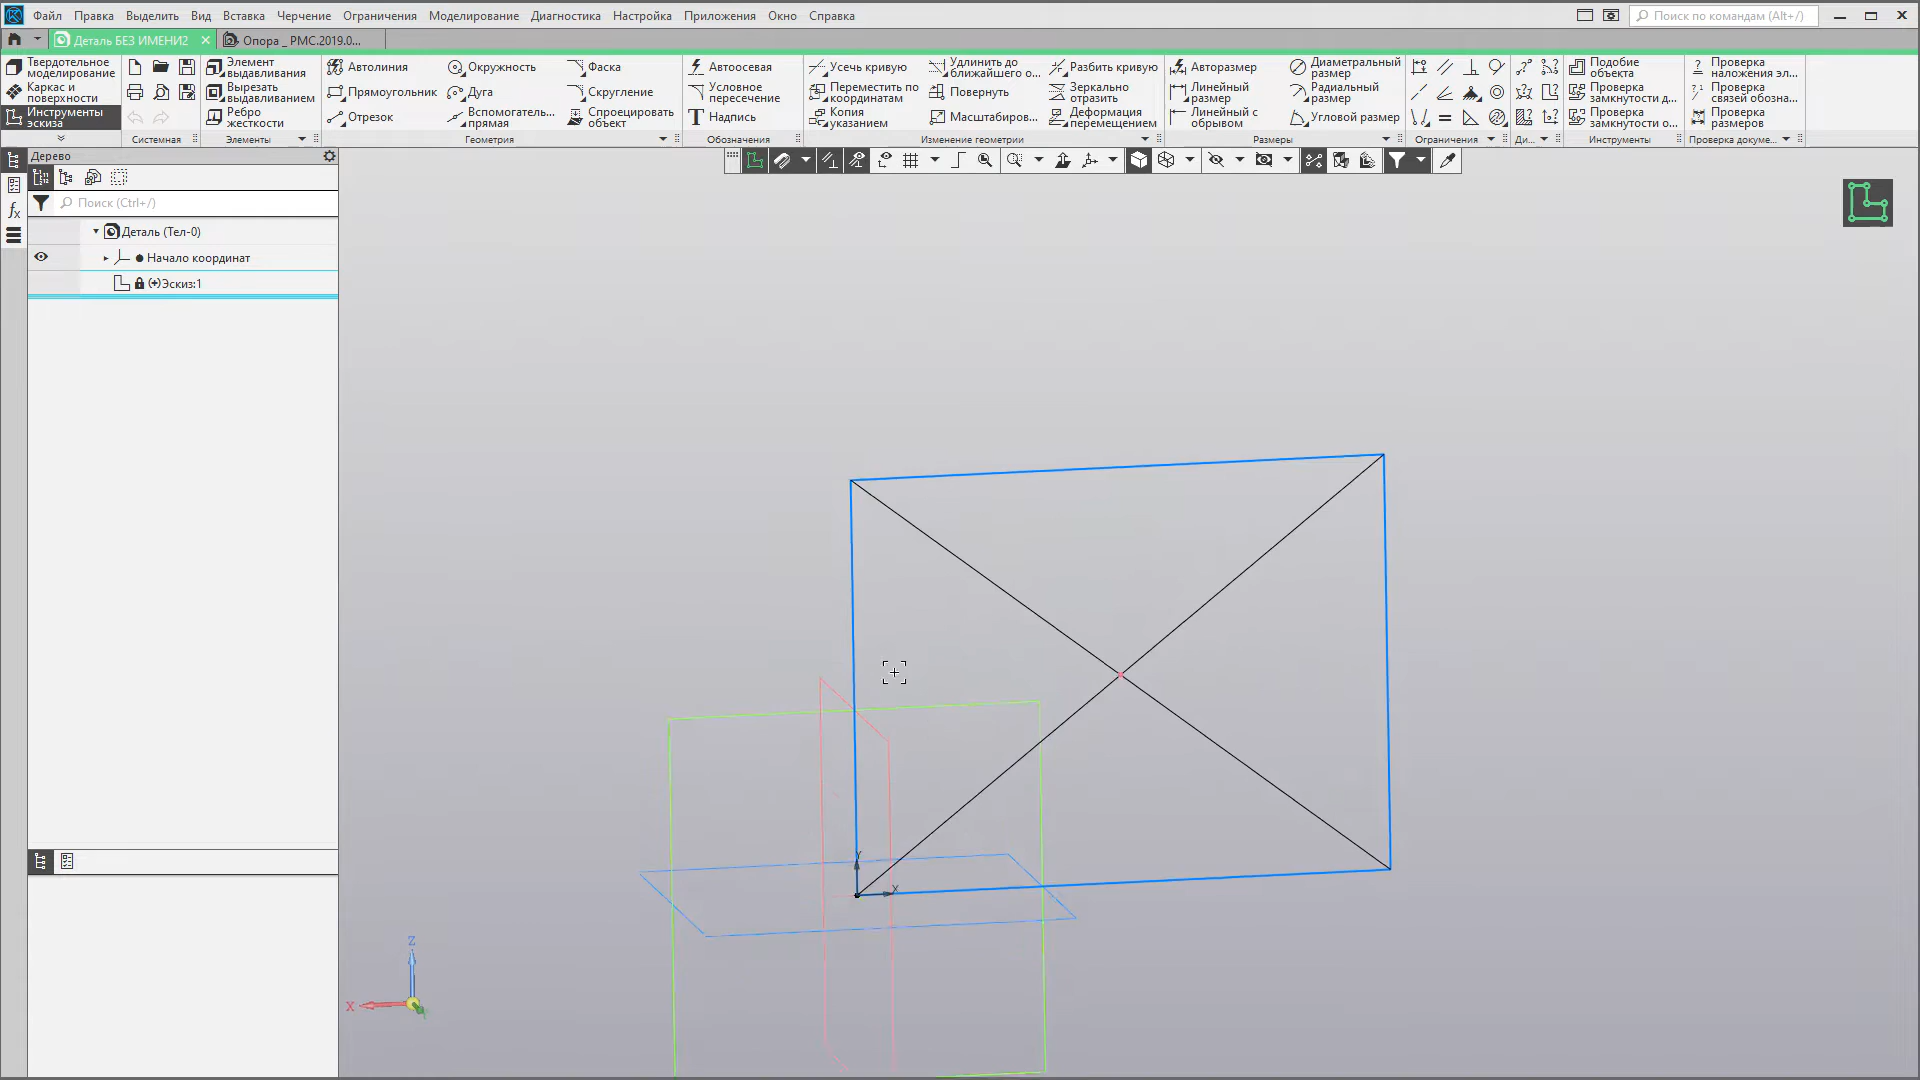 Файл Правка Выделить Вид Вставка Черчение Ограничения Моделирование Диагностика Настройка Приложения Окно Справка
Поиск по командам (Alt+/)
Деталь БЕЗ ИМЕНИ2
Опора _ РМС.2019.0...
Твердотельное моделирование
Каркас и поверхности
Инструменты эскиза
Системная
Элемент выдавливания
Вырезать выдавливанием
Ребро жесткости
Элементы
Автолиния
Прямоугольник
Отрезок
Окружность
Дуга
Вспомогатель... прямая
Фаска
Скругление
Спроецировать объект
Геометрия
Автоосевая
Условное пересечение
Надпись
Обозначения
Усечь кривую
Переместить по координатам
Копия указанием
Удлинить до ближайшего о...
Повернуть
Масштабиров...
Разбить кривую
Зеркально отразить
Деформация перемещением
Изменение геометрии
Авторазмер
Линейный размер
Линейный с обрывом
Диаметральный размер
Радиальный размер
Угловой размер
Размеры
Ограничения
Ди...
Подобие объекта
Проверка замкнутости д...
Проверка замкнутости о...
Инструменты
Проверка наложения эл...
Проверка связей обозна...
Проверка размеров
Проверка докуме...
Дерево
Поиск (Ctrl+/)
Деталь (Тел-0)
Начало координат
(+)Эскиз:1
Y
X
Z
X